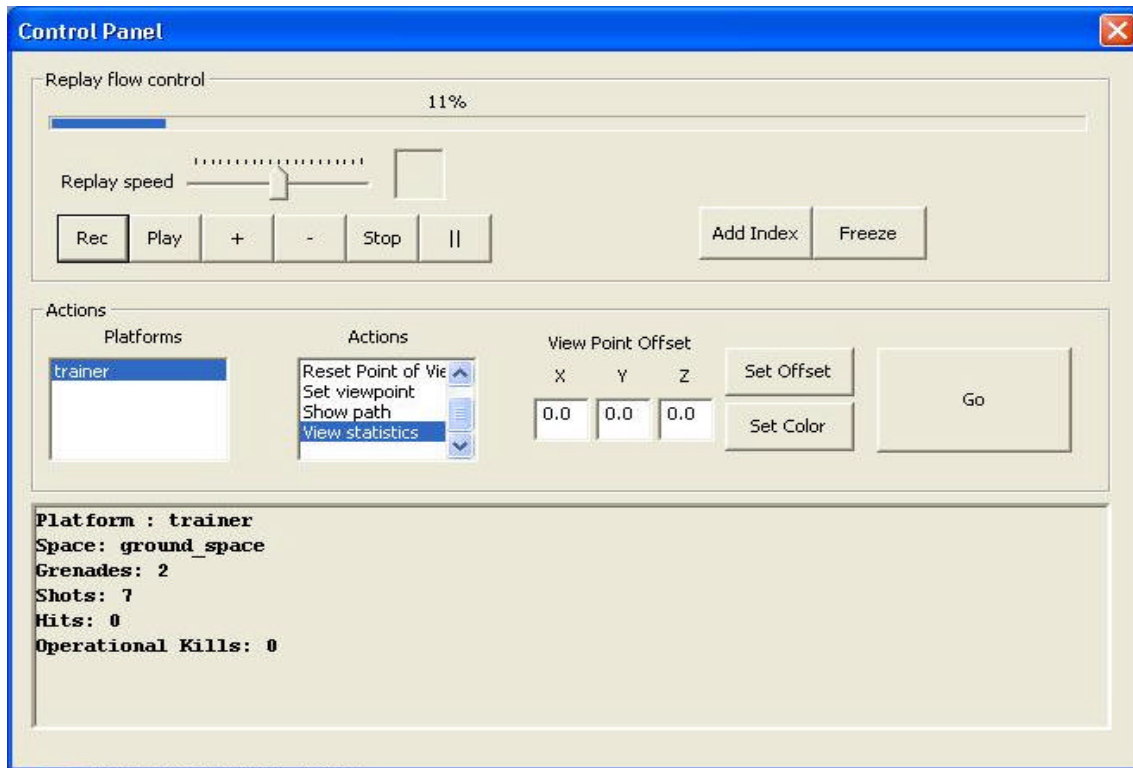 Control Panel
Replay flow control
11%
Replay speed
Rec Play + - Stop ||
Add Index Freeze
Actions
Platforms
trainer
Actions
Reset Point of Vie
Set viewpoint
Show path
View statistics
View Point Offset
X Y Z
0.0 0.0 0.0
Set Offset
Set Color
Go
Platform : trainer
Space: ground_space
Grenades: 2
Shots: 7
Hits: 0
Operational Kills: 0